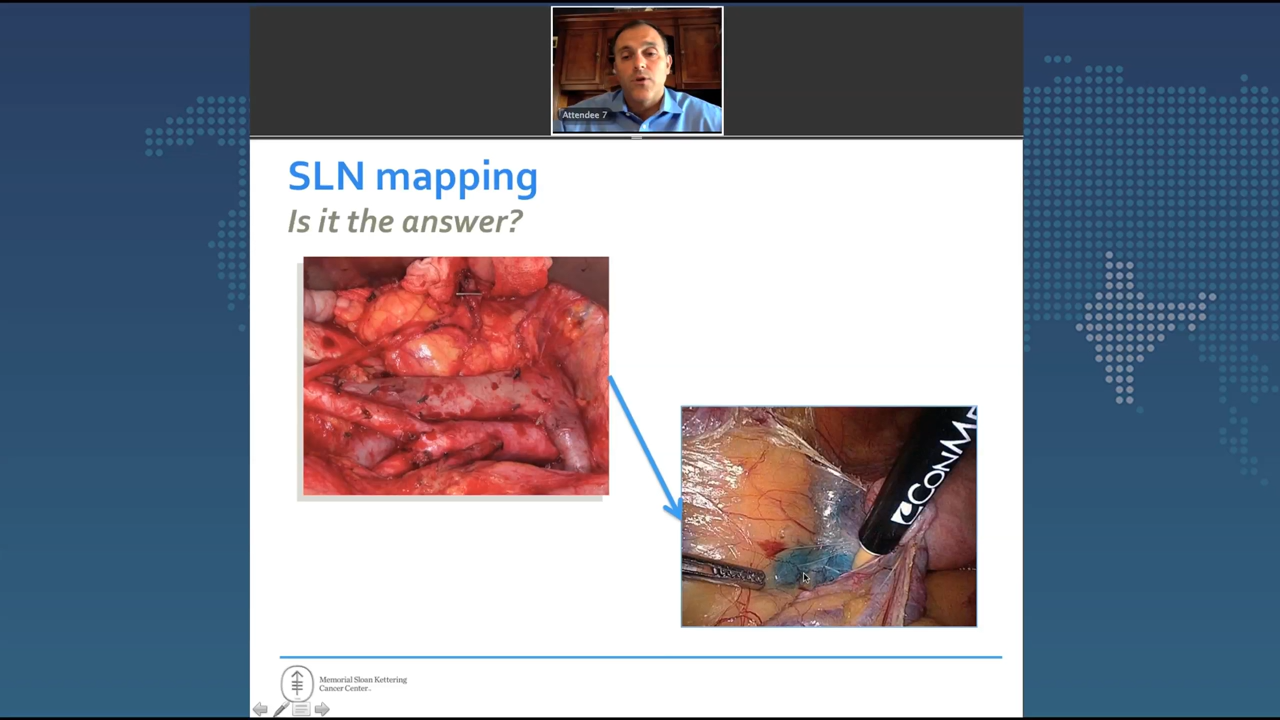 Attendee 7
SLN mapping
Is it the answer?
CONM
Memorial Sloan Kettering
Cancer Center